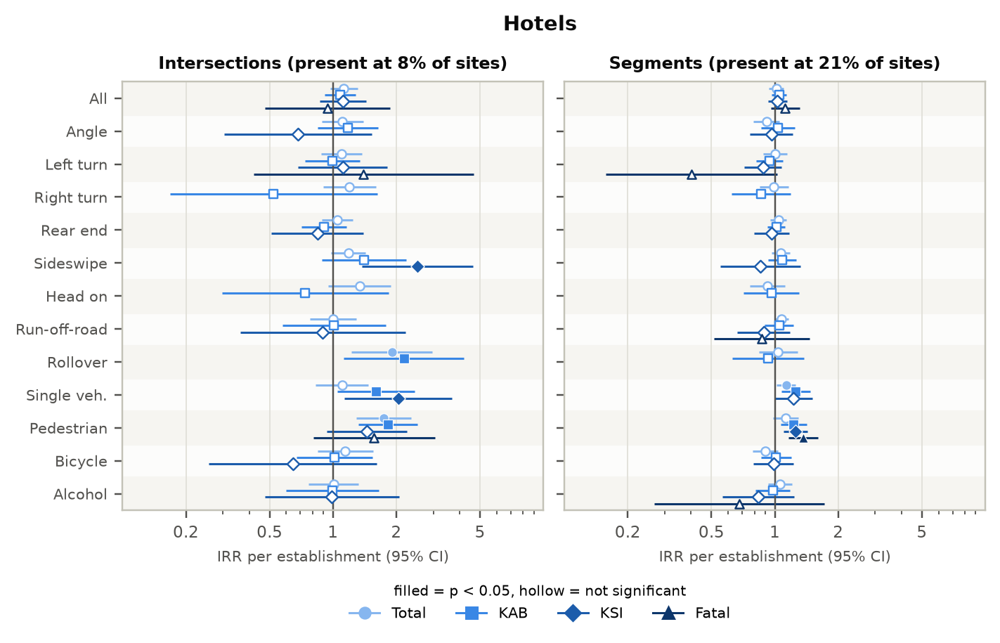 Hotels
Intersections (present at 8% of sites)
Segments (present at 21% of sites)
All
Angle
Left turn
Right turn
Rear end
Sideswipe
Head on
Run-off-road
Rollover
Single veh.
Pedestrian
Bicycle
Alcohol
0.2 0.5 1 2 5
0.2 0.5 1 2 5
IRR per establishment (95% CI)
IRR per establishment (95% CI)
filled = p < 0.05, hollow = not significant
Total KAB KSI Fatal